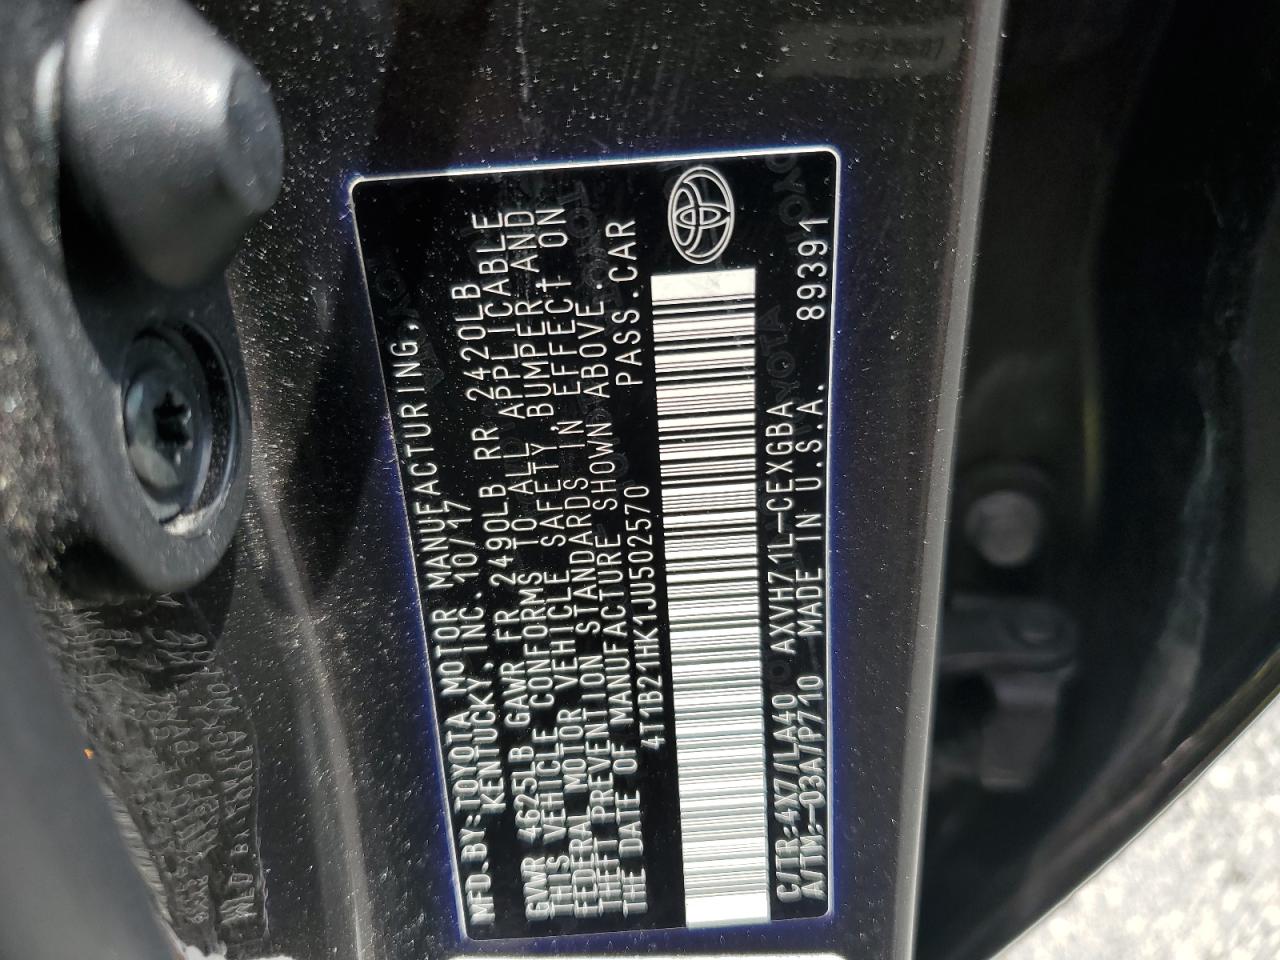 MFD.BY:TOYOTA MOTOR MANUFACTURING,
KENTUCKY, INC. 10/17
GVWR 4625LB GAWR FR 2490LB RR 2420LB
THIS VEHICLE CONFORMS TO ALL APPLICABLE
FEDERAL MOTOR VEHICLE SAFETY, BUMPER, AND
THEFT PREVENTION STANDARDS IN EFFECT ON
THE DATE OF MANUFACTURE SHOWN ABOVE.
4T1B21HK1JU502570 PASS.CAR
C/TR:4X7/LA40 AXVH71L-CEXGBA
A/TM:-03A/P710 MADE IN U.S.A. 89391